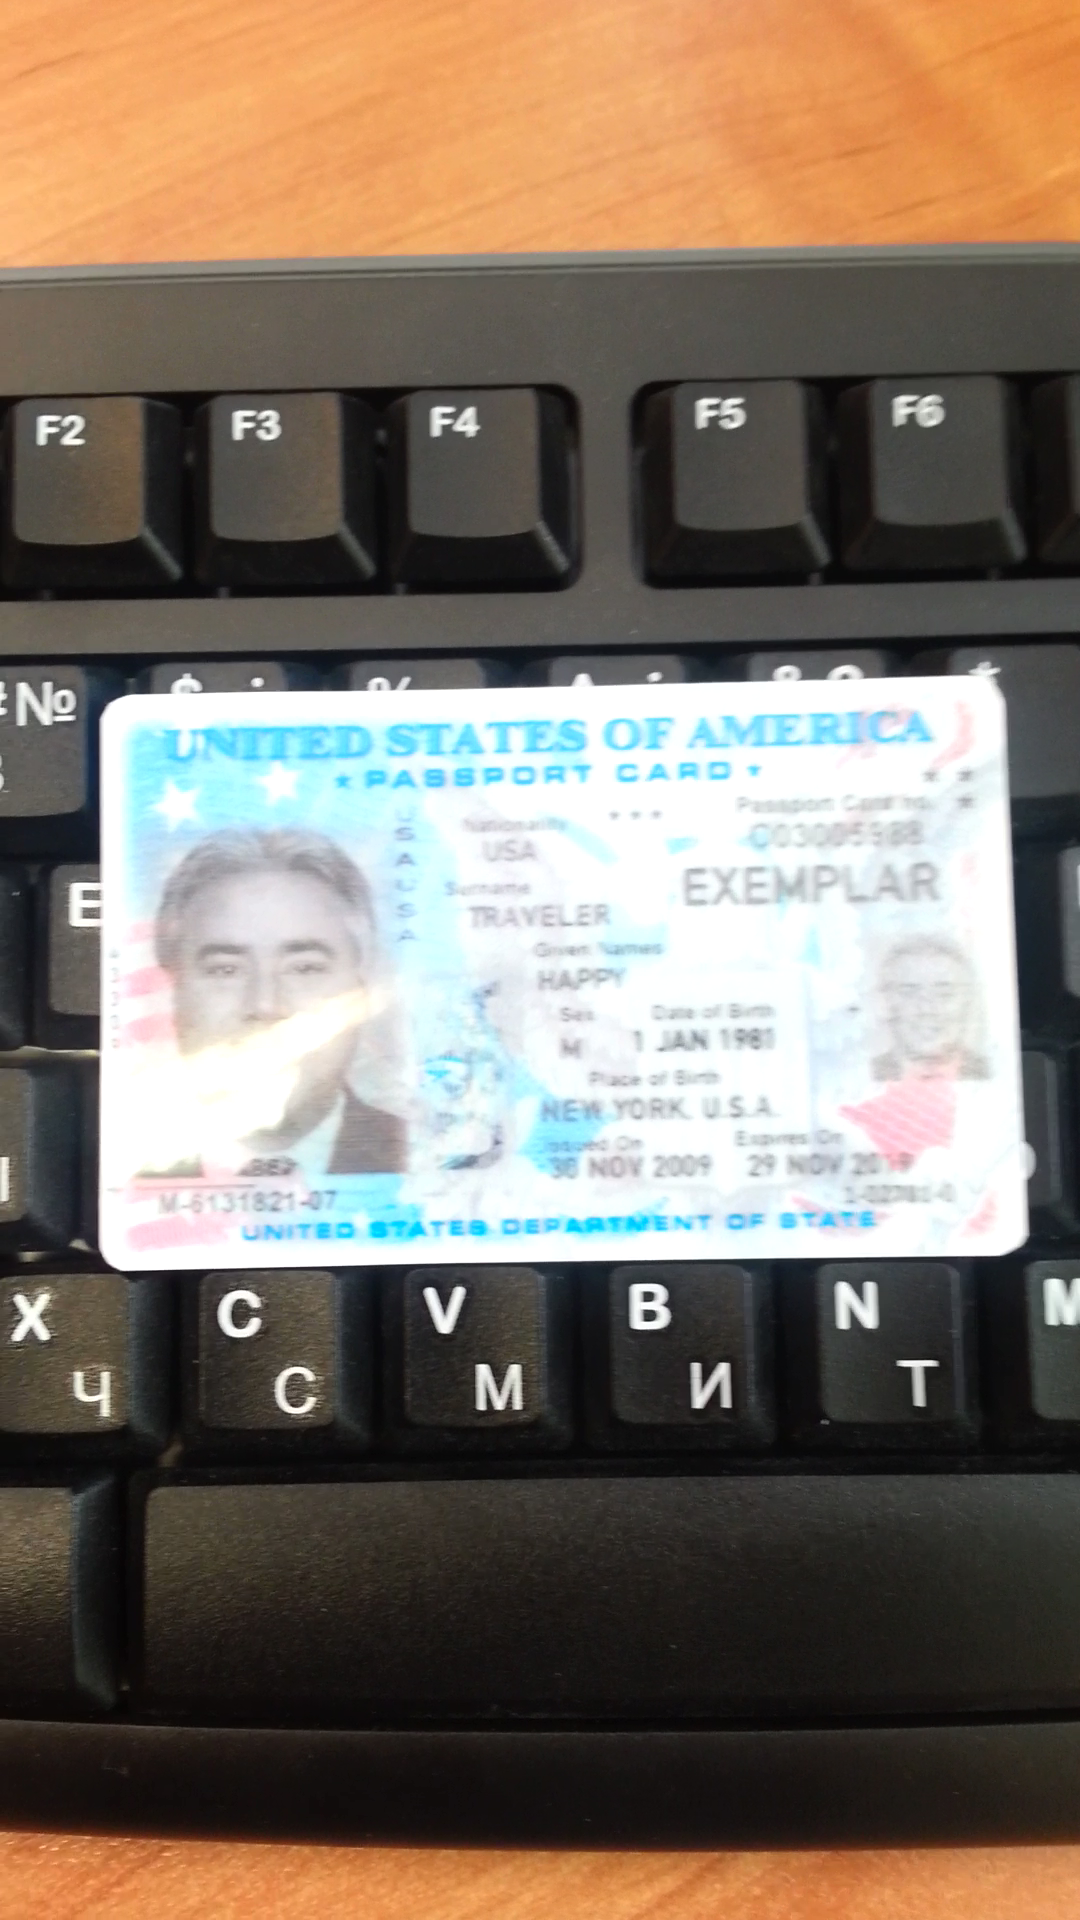 F2 F3 F4 F5 F6
№ $ % & *
E
UNITED STATES OF AMERICA
PASSPORT CARD
USAUSA
Nationality
USA
Passport Card no.
C03005988
EXEMPLAR
Surname
TRAVELER
Given Names
HAPPY
Sex Date of Birth
M 1 JAN 1981
Place of Birth
NEW YORK, U.S.A.
Issued On Expires On
30 NOV 2009 29 NOV 2019
M-6131821-07
UNITED STATES DEPARTMENT OF STATE
X C V B N M
Ч С М И Т